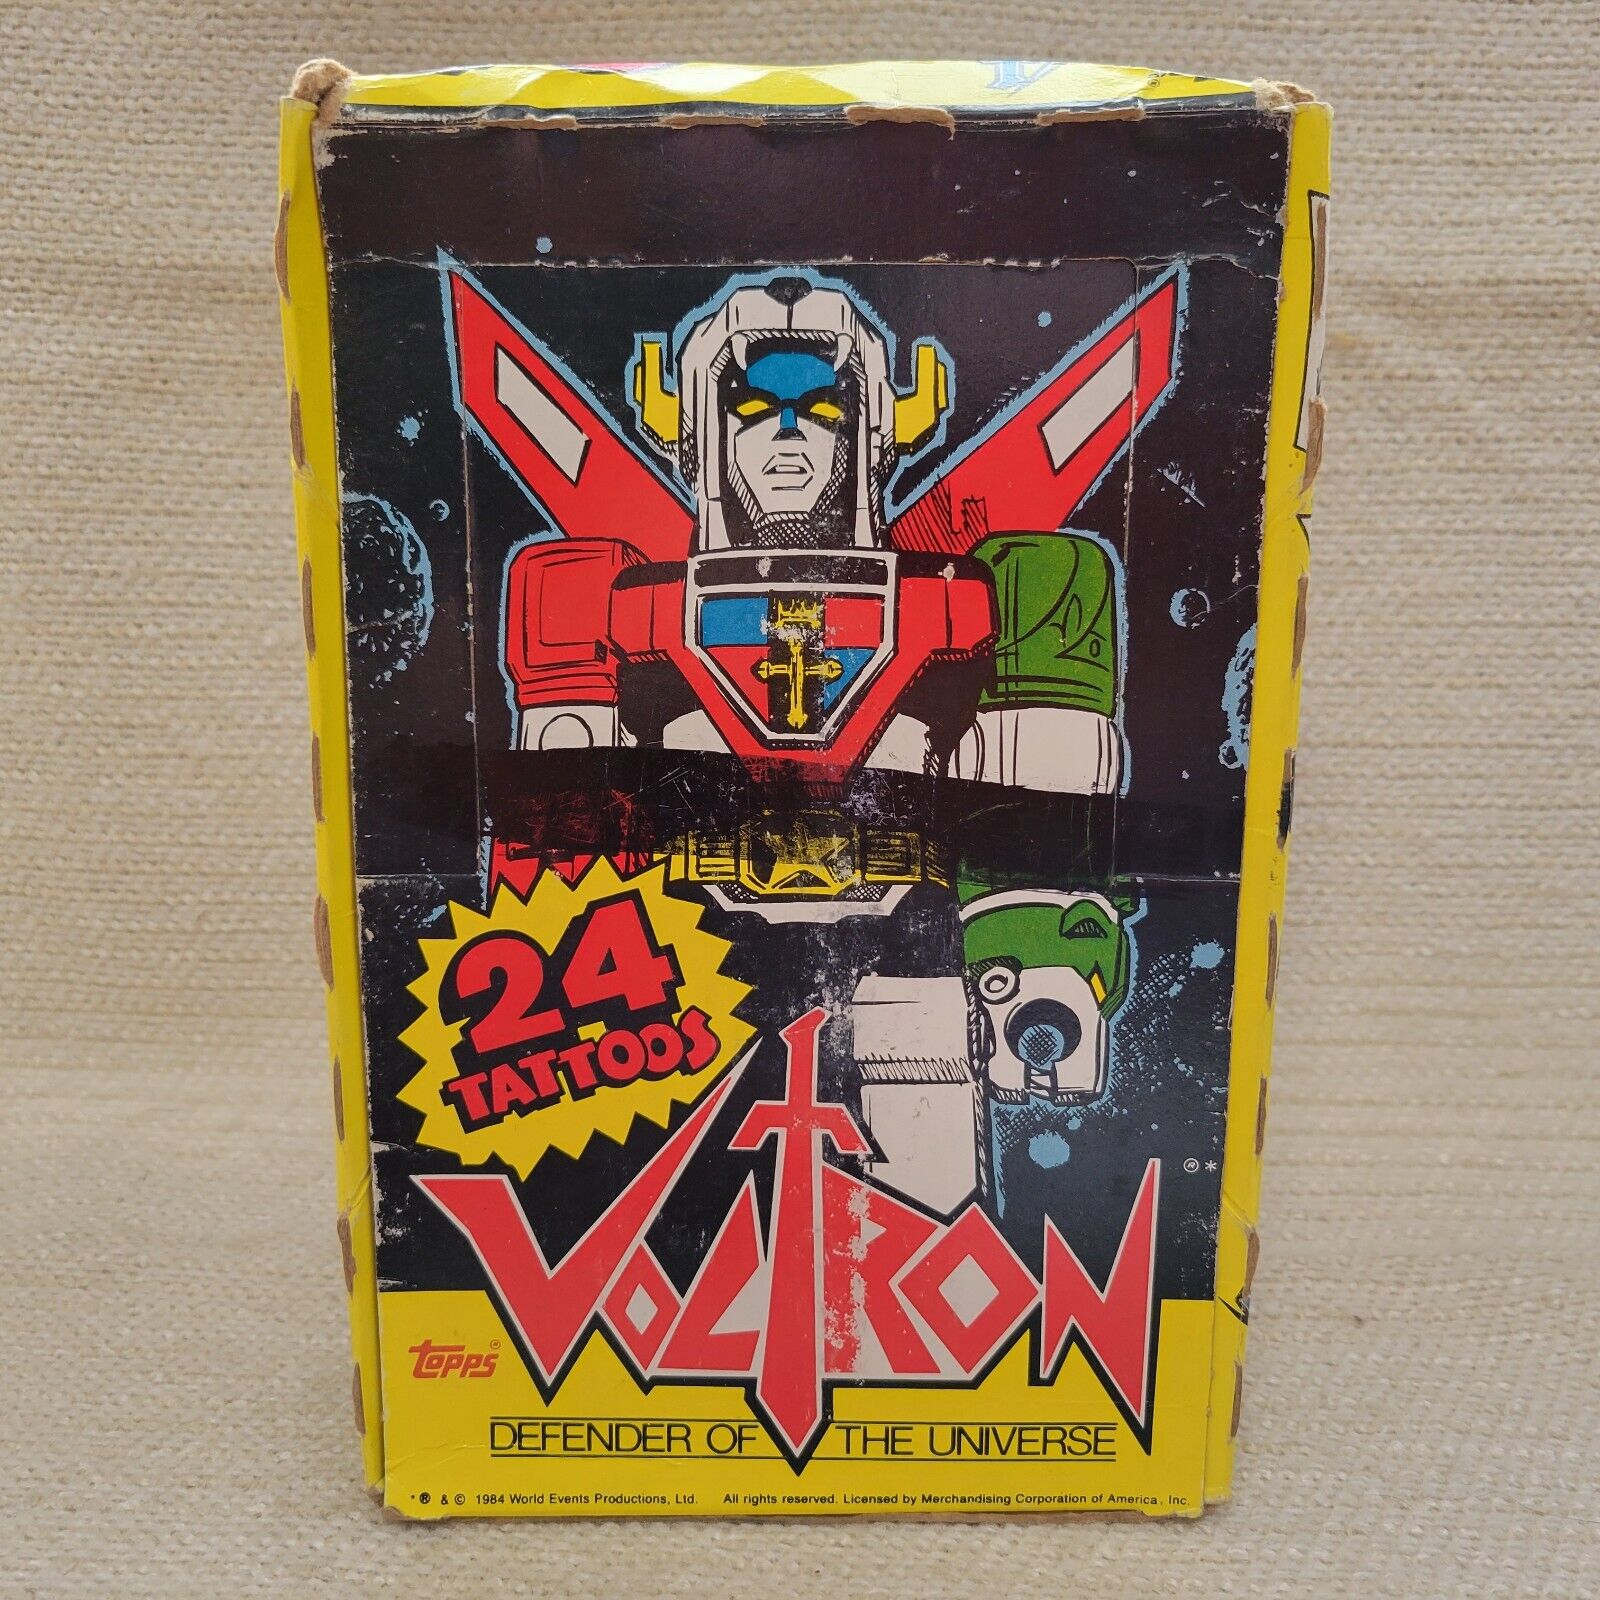 24
TATTOOS
® *
VOLTRON
topps®
DEFENDER OF THE UNIVERSE
* ® & © 1984 World Events Productions, Ltd. All rights reserved. Licensed by Merchandising Corporation of America, Inc.